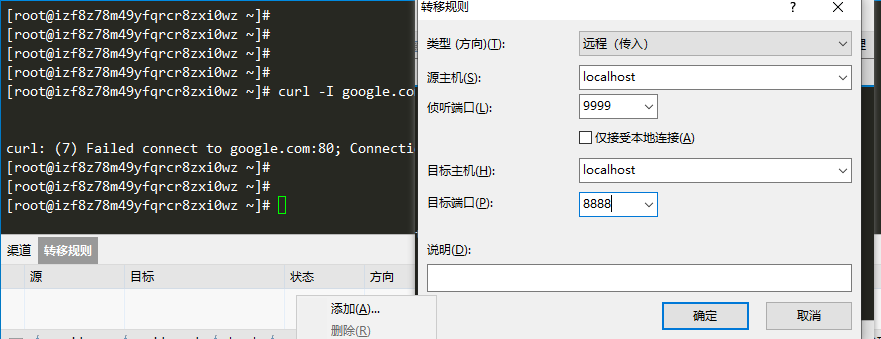 [root@izf8z78m49yfqrcr8zxi0wz ~]#
[root@izf8z78m49yfqrcr8zxi0wz ~]#
[root@izf8z78m49yfqrcr8zxi0wz ~]#
[root@izf8z78m49yfqrcr8zxi0wz ~]#
[root@izf8z78m49yfqrcr8zxi0wz ~]# curl -I google.co
curl: (7) Failed connect to google.com:80; Connecti
[root@izf8z78m49yfqrcr8zxi0wz ~]#
[root@izf8z78m49yfqrcr8zxi0wz ~]#
[root@izf8z78m49yfqrcr8zxi0wz ~]#
渠道 转移规则
源 目标 状态 方向
添加(A)...
删除(R)
转移规则
类型 (方向)(T): 远程（传入）
源主机(S): localhost
侦听端口(L): 9999
仅接受本地连接(A)
目标主机(H): localhost
目标端口(P): 8888
说明(D):
确定 取消